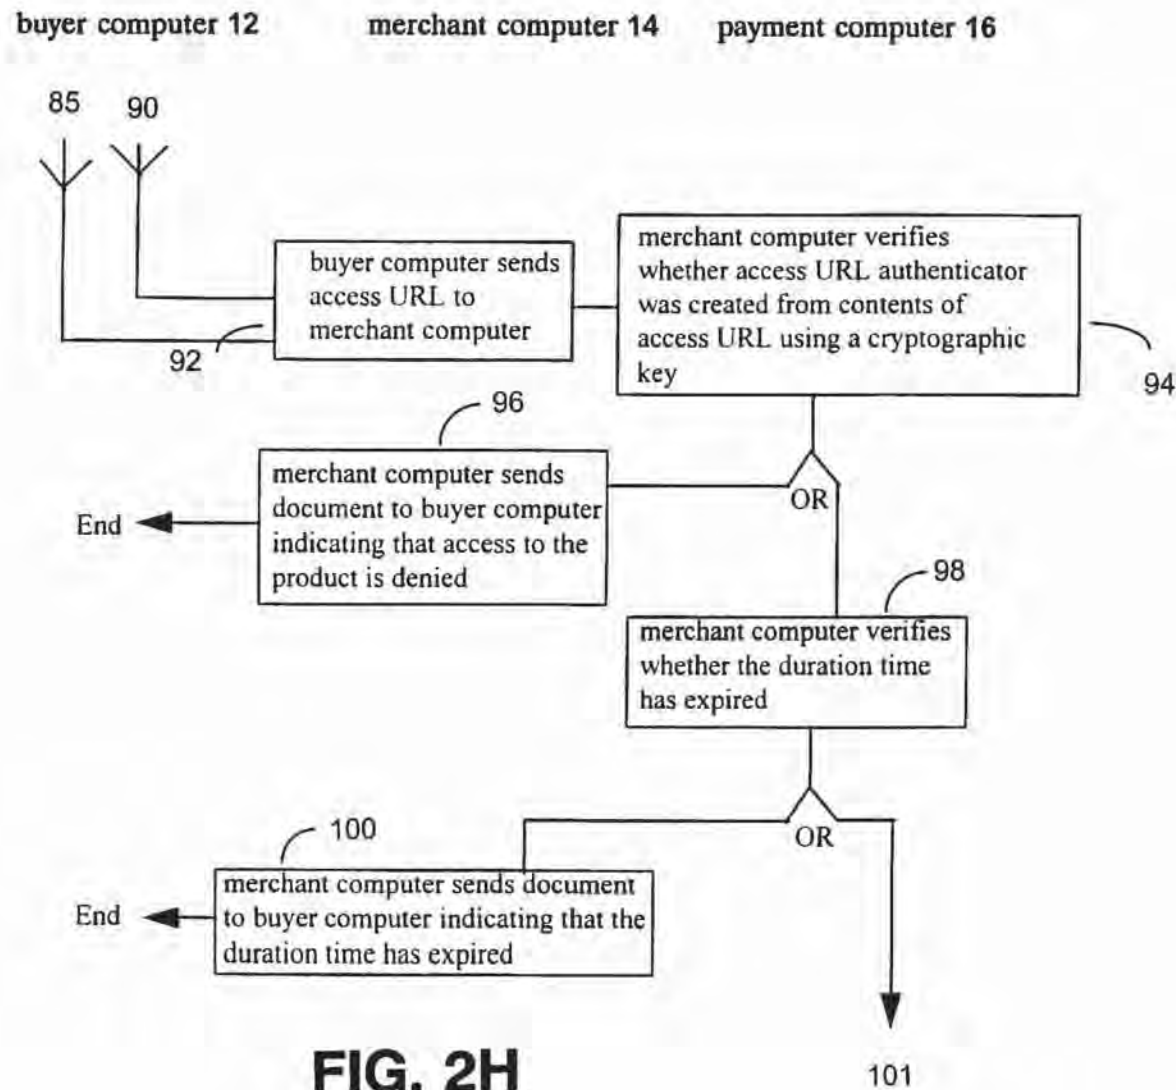 buyer computer 12 merchant computer 14 payment computer 16
85 90
buyer computer sends
access URL to
merchant computer
92
merchant computer verifies
whether access URL authenticator
was created from contents of
access URL using a cryptographic
key
94
96
merchant computer sends
document to buyer computer
indicating that access to the
product is denied
End
OR
98
merchant computer verifies
whether the duration time
has expired
OR
100
merchant computer sends document
to buyer computer indicating that the
duration time has expired
End
101
FIG. 2H